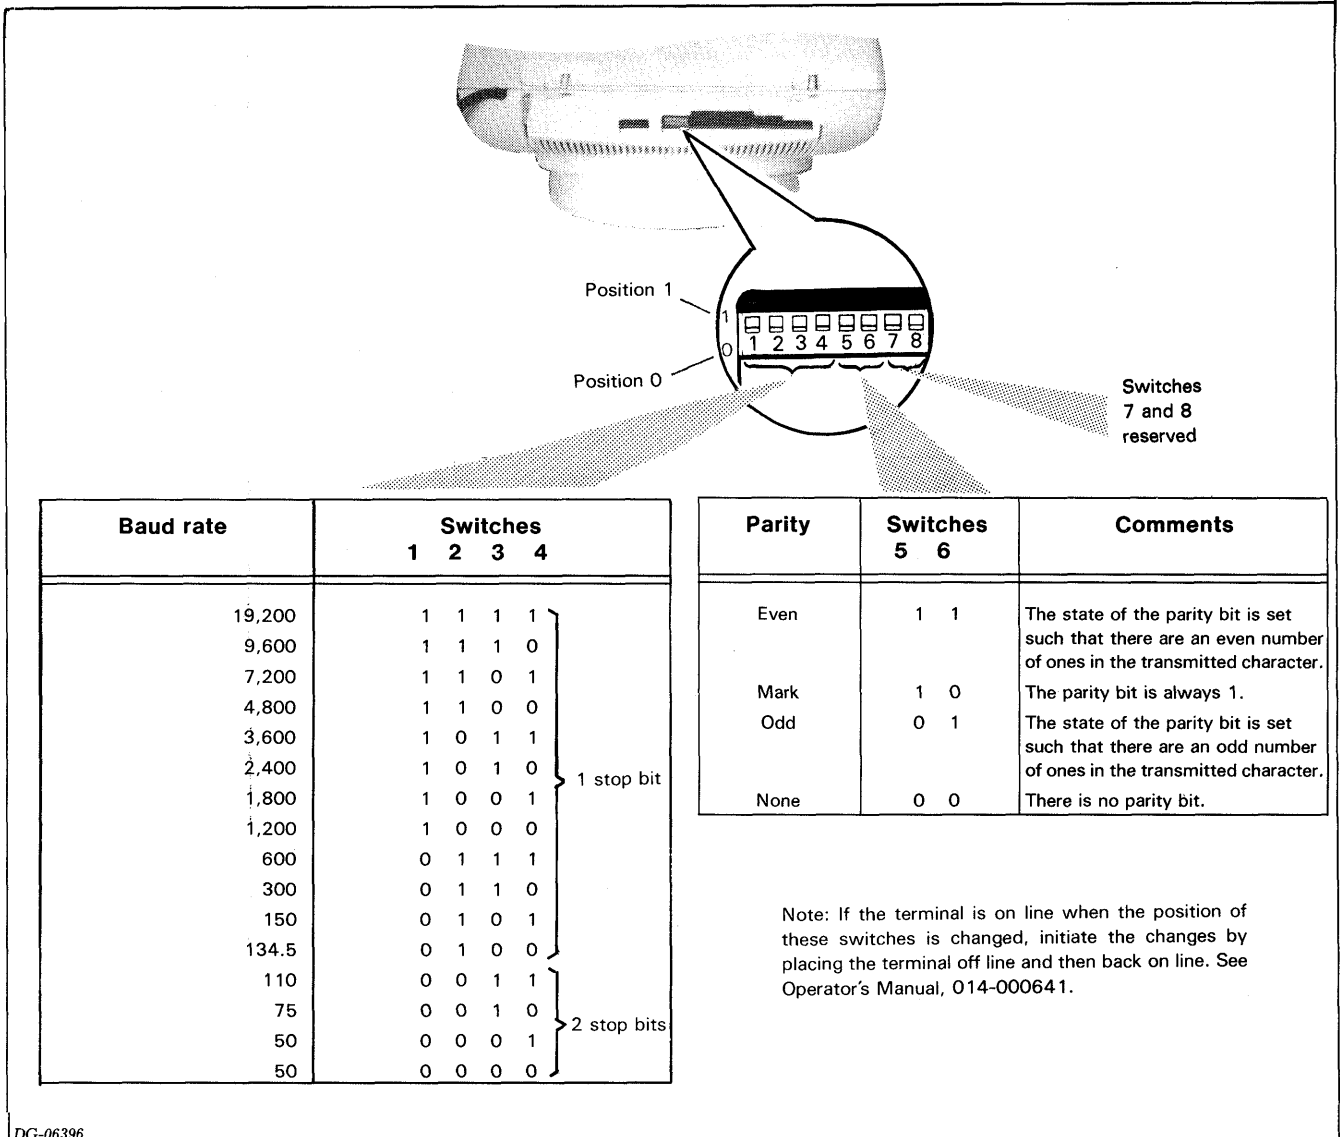 Position 1
1
0
1 2 3 4 5 6 7 8
Position 0
Switches
7 and 8
reserved
Baud rate Switches
1 2 3 4
19,200 1 1 1 1
9,600 1 1 1 0
7,200 1 1 0 1
4,800 1 1 0 0
3,600 1 0 1 1
2,400 1 0 1 0
1 stop bit
1,800 1 0 0 1
1,200 1 0 0 0
600 0 1 1 1
300 0 1 1 0
150 0 1 0 1
134.5 0 1 0 0
110 0 0 1 1
75 0 0 1 0
2 stop bits
50 0 0 0 1
50 0 0 0 0
Parity Switches Comments
5 6
Even 1 1 The state of the parity bit is set
such that there are an even number
of ones in the transmitted character.
Mark 1 0 The parity bit is always 1.
Odd 0 1 The state of the parity bit is set
such that there are an odd number
of ones in the transmitted character.
None 0 0 There is no parity bit.
Note: If the terminal is on line when the position of
these switches is changed, initiate the changes by
placing the terminal off line and then back on line. See
Operator's Manual, 014-000641.
DG-06396